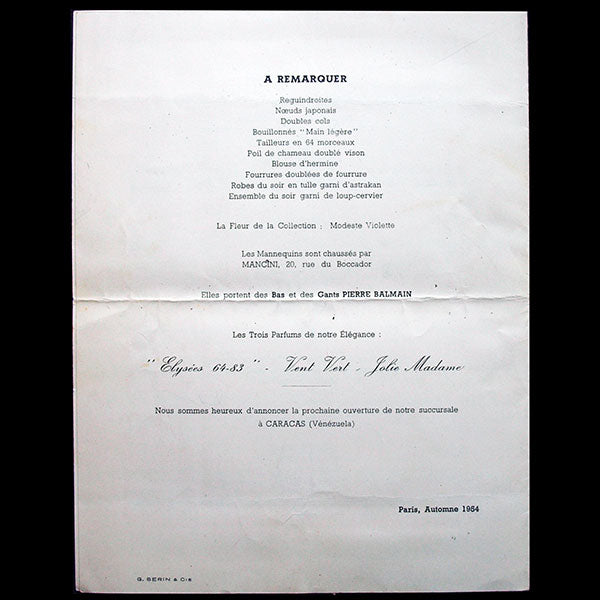 A REMARQUER
Reguindroites
Nœuds japonais
Doubles cols
Bouillonnés "Main légère"
Tailleurs en 64 morceaux
Poil de chameau doublé vison
Blouse d'hermine
Fourrures doublées de fourrure
Robes du soir en tulle garni d'astrakan
Ensemble du soir garni de loup-cervier
La Fleur de la Collection : Modeste Violette
Les Mannequins sont chaussés par
MANCINI, 20, rue du Boccador
Elles portent des Bas et des Gants PIERRE BALMAIN
Les Trois Parfums de notre Élégance :
"Elysées 64-83" - Vent Vert - Jolie Madame
Nous sommes heureux d'annoncer la prochaine ouverture de notre succursale
à CARACAS (Vénézuela)
Paris, Automne 1954
G. SERIN & Cie